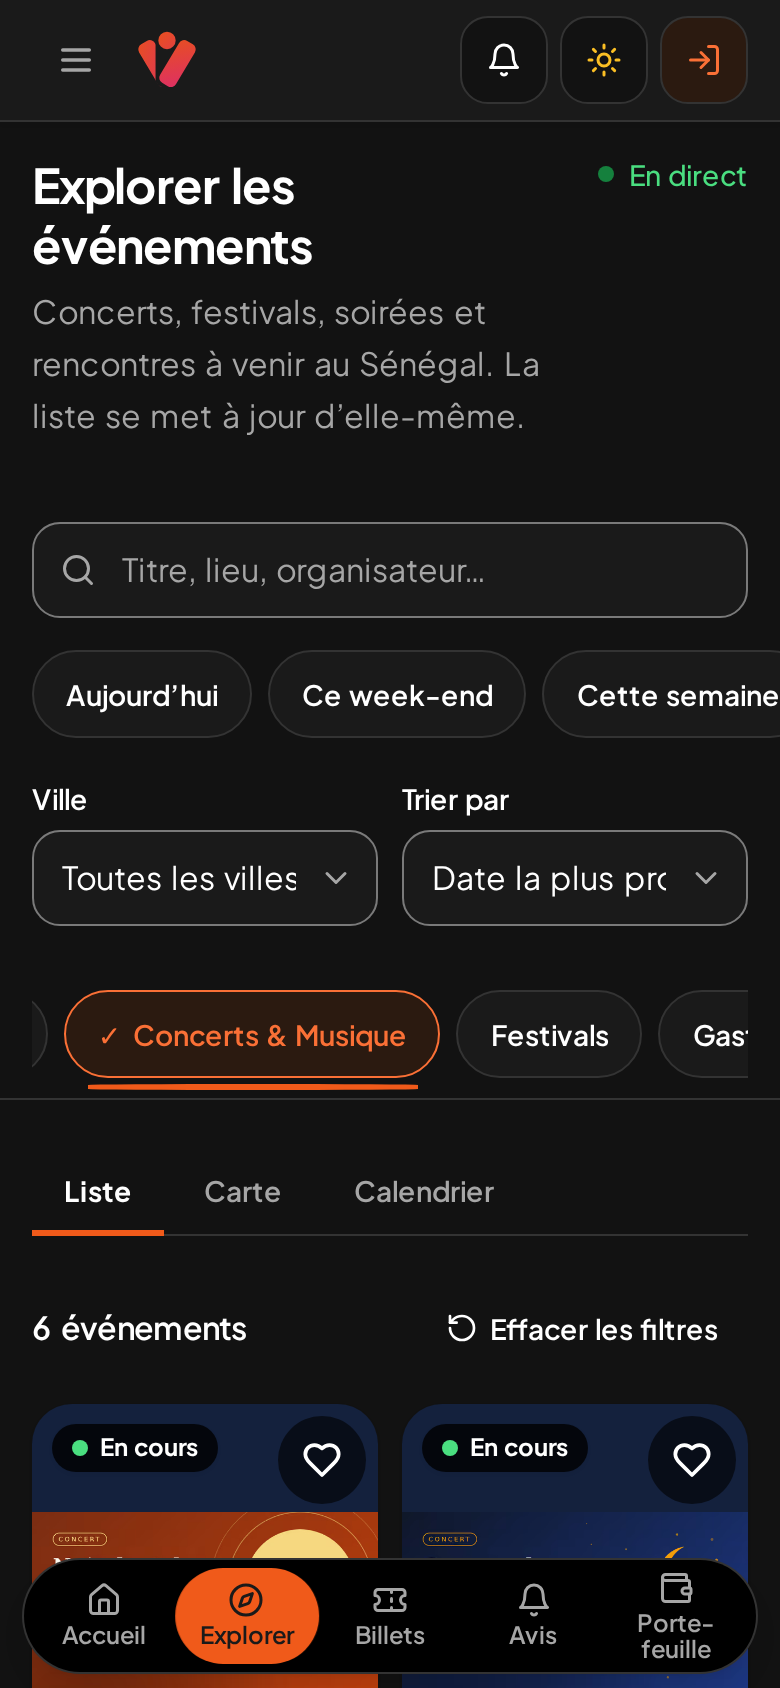 Explorer les
événements
En direct
Concerts, festivals, soirées et
rencontres à venir au Sénégal. La
liste se met à jour d’elle-même.
Titre, lieu, organisateur...
Aujourd’hui
Ce week-end
Cette semaine
Ville
Trier par
Toutes les villes
Date la plus pro
✓ Concerts & Musique
Festivals
Gast
Liste
Carte
Calendrier
6 événements
Effacer les filtres
En cours
En cours
CONCERT
CONCERT
Accueil
Explorer
Billets
Avis
Porte-
feuille